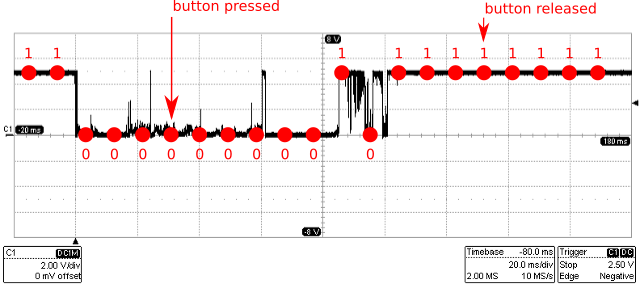 button pressed
button released
8 V
1 1 1 1 1 1 1 1 1 1 1
C1 -20 ms
0 0 0 0 0 0 0 0 0 0
180 ms
-8 V
C1 DC1M
2.00 V/div
0 mV offset
Timebase -80.0 ms
20.0 ms/div
2.00 MS 10 MS/s
Trigger C1 DC
Stop 2.50 V
Edge Negative